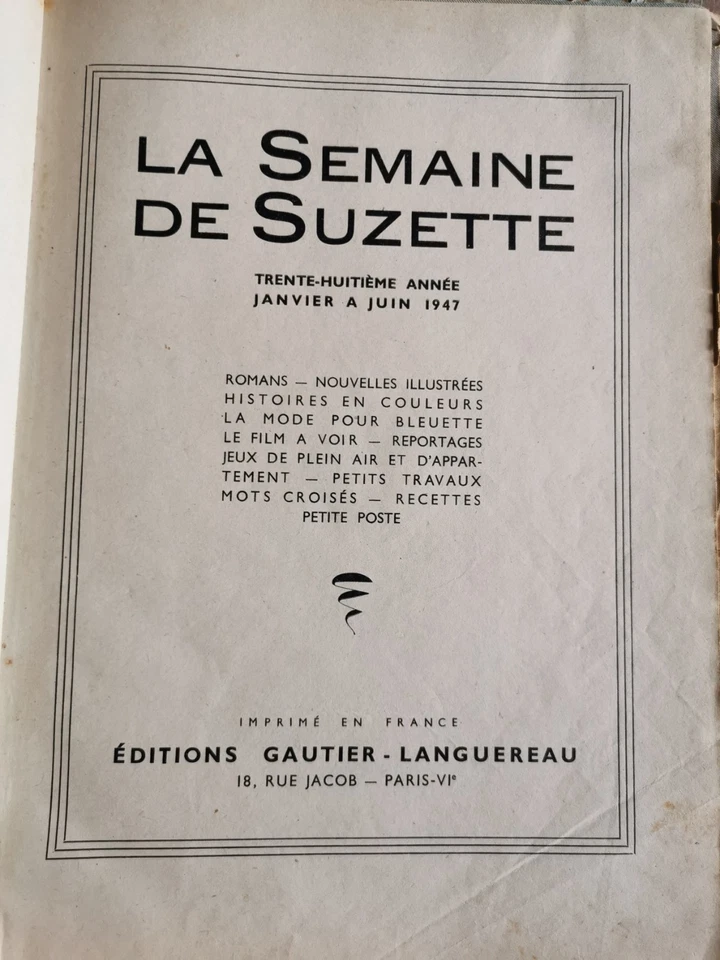 LA SEMAINE
DE SUZETTE
TRENTE-HUITIÈME ANNÉE
JANVIER A JUIN 1947
ROMANS — NOUVELLES ILLUSTRÉES
HISTOIRES EN COULEURS
LA MODE POUR BLEUETTE
LE FILM A VOIR — REPORTAGES
JEUX DE PLEIN AIR ET D'APPAR-
TEMENT — PETITS TRAVAUX
MOTS CROISÉS — RECETTES
PETITE POSTE
IMPRIMÉ EN FRANCE
ÉDITIONS GAUTIER-LANGUEREAU
18, RUE JACOB — PARIS-VIe